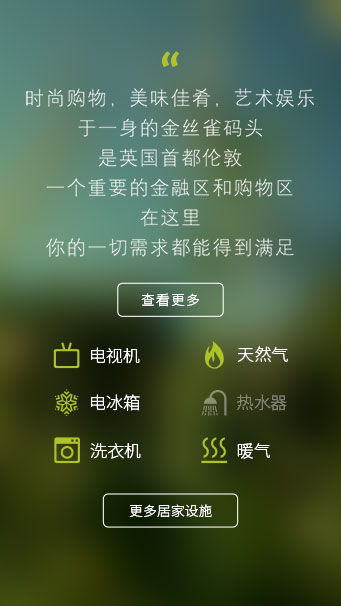 “
时尚购物，美味佳肴，艺术娱乐
于一身的金丝雀码头
是英国首都伦敦
一个重要的金融区和购物区
在这里
你的一切需求都能得到满足
查看更多
电视机 天然气
电冰箱 热水器
洗衣机 暖气
更多居家设施